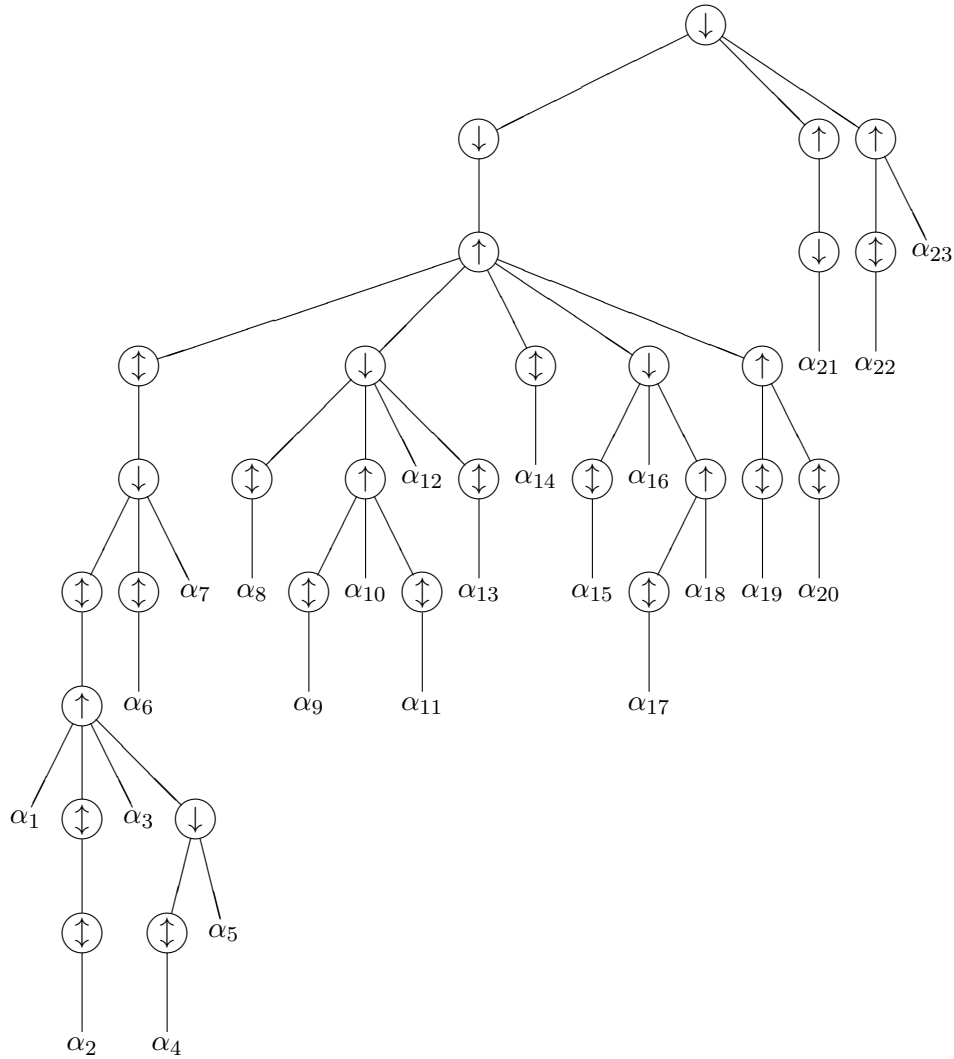 ↓
↓ ↑ ↑
↑ ↓ ↕ α₂₃
↕ ↓ ↕ ↓ ↑ α₂₁ α₂₂
↓ ↕ ↑ α₁₂ ↕ α₁₄ ↕ α₁₆ ↑ ↕ ↕
↕ ↕ α₇ α₈ ↕ α₁₀ ↕ α₁₃ α₁₅ ↕ α₁₈ α₁₉ α₂₀
↑ α₆ α₉ α₁₁ α₁₇
α₁ ↕ α₃ ↓
↕ ↕ α₅
α₂ α₄